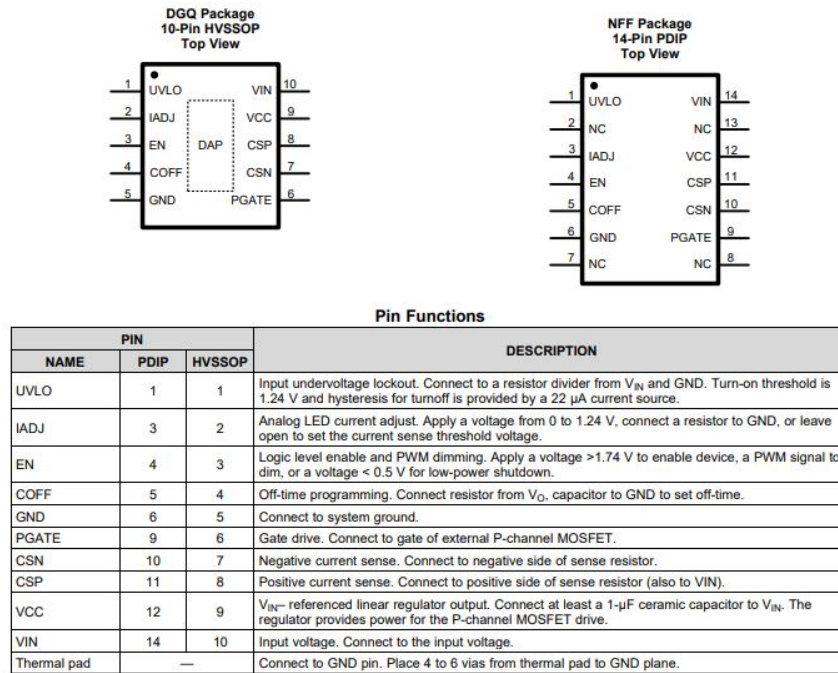 DGQ Package
10-Pin HVSSOP
Top View
1 UVLO VIN 10
2 IADJ VCC 9
3 EN DAP CSP 8
4 COFF CSN 7
5 GND PGATE 6
NFF Package
14-Pin PDIP
Top View
1 UVLO VIN 14
2 NC NC 13
3 IADJ VCC 12
4 EN CSP 11
5 COFF CSN 10
6 GND PGATE 9
7 NC NC 8
Pin Functions
PIN DESCRIPTION
NAME PDIP HVSSOP
UVLO 1 1 Input undervoltage lockout. Connect to a resistor divider from VIN and GND. Turn-on threshold is
1.24 V and hysteresis for turnoff is provided by a 22 µA current source.
IADJ 3 2 Analog LED current adjust. Apply a voltage from 0 to 1.24 V, connect a resistor to GND, or leave
open to set the current sense threshold voltage.
EN 4 3 Logic level enable and PWM dimming. Apply a voltage >1.74 V to enable device, a PWM signal to
dim, or a voltage < 0.5 V for low-power shutdown.
COFF 5 4 Off-time programming. Connect resistor from VO, capacitor to GND to set off-time.
GND 6 5 Connect to system ground.
PGATE 9 6 Gate drive. Connect to gate of external P-channel MOSFET.
CSN 10 7 Negative current sense. Connect to negative side of sense resistor.
CSP 11 8 Positive current sense. Connect to positive side of sense resistor (also to VIN).
VCC 12 9 VIN– referenced linear regulator output. Connect at least a 1-µF ceramic capacitor to VIN. The
regulator provides power for the P-channel MOSFET drive.
VIN 14 10 Input voltage. Connect to the input voltage.
Thermal pad — Connect to GND pin. Place 4 to 6 vias from thermal pad to GND plane.